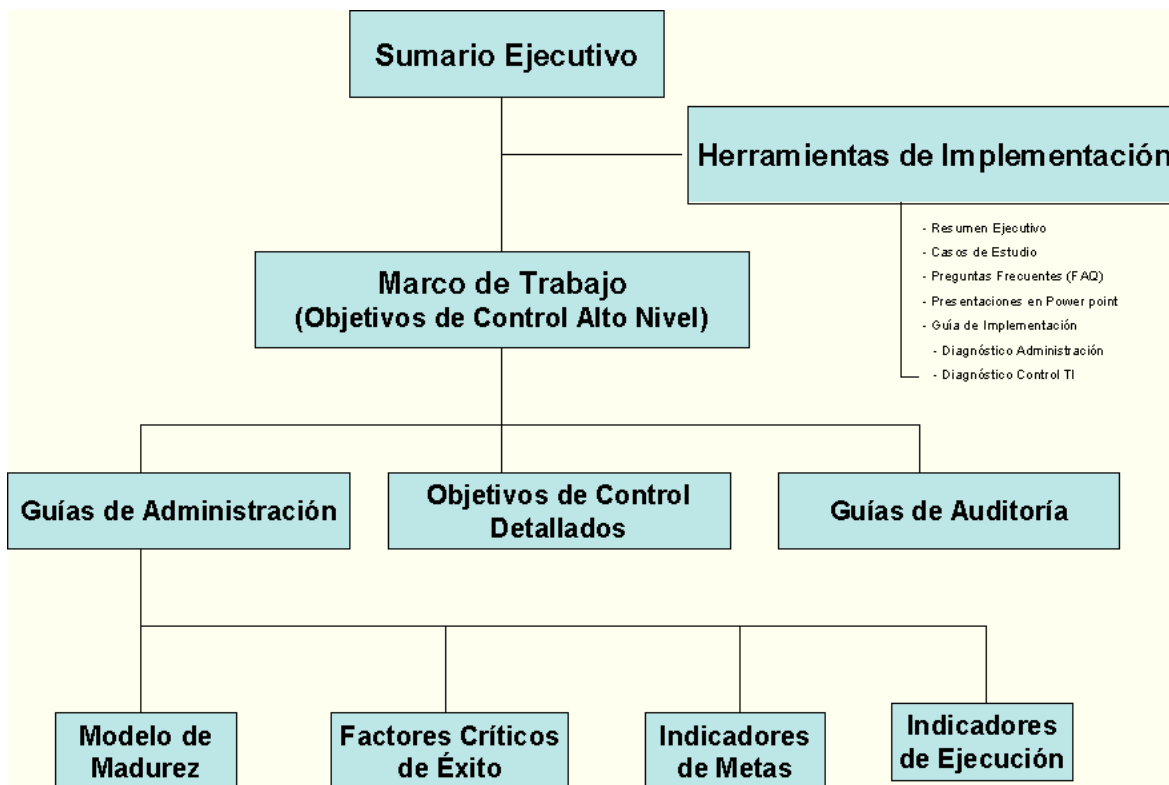 Sumario Ejecutivo
Herramientas de Implementación
- Resumen Ejecutivo
- Casos de Estudio
- Preguntas Frecuentes (FAQ)
- Presentaciones en Power point
- Guía de Implementación
- Diagnóstico Administración
- Diagnóstico Control TI
Marco de Trabajo
(Objetivos de Control Alto Nivel)
Guías de Administración
Objetivos de Control
Detallados
Guías de Auditoría
Modelo de
Madurez
Factores Críticos
de Éxito
Indicadores
de Metas
Indicadores
de Ejecución